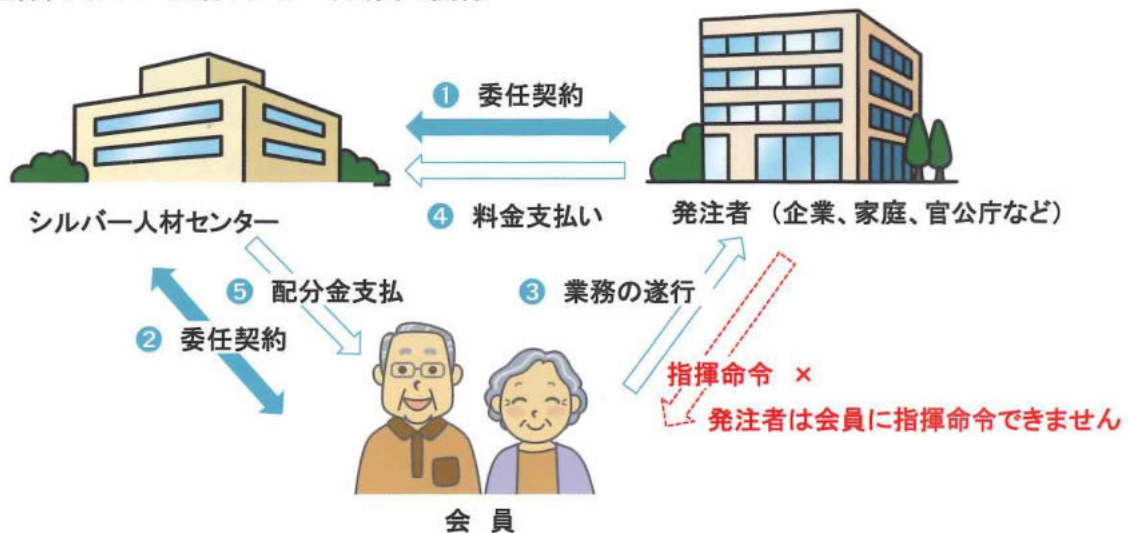 ❶ 委任契約
❹ 料金支払い
シルバー人材センター
発注者 （企業、家庭、官公庁など）
❺ 配分金支払
❸ 業務の遂行
❷ 委任契約
指揮命令 ×
発注者は会員に指揮命令できません
会 員